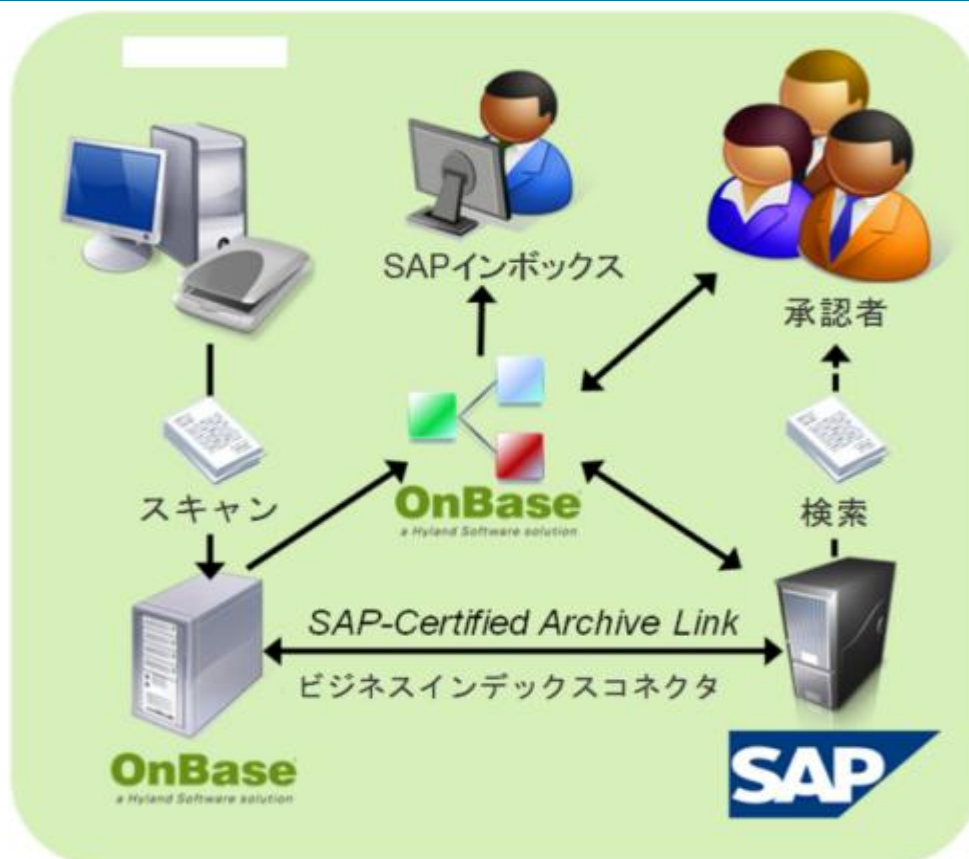 SAPインボックス
承認者
スキャン
OnBase
a Hyland Software solution
検索
SAP-Certified Archive Link
ビジネスインデックスコネクタ
OnBase
a Hyland Software solution
SAP